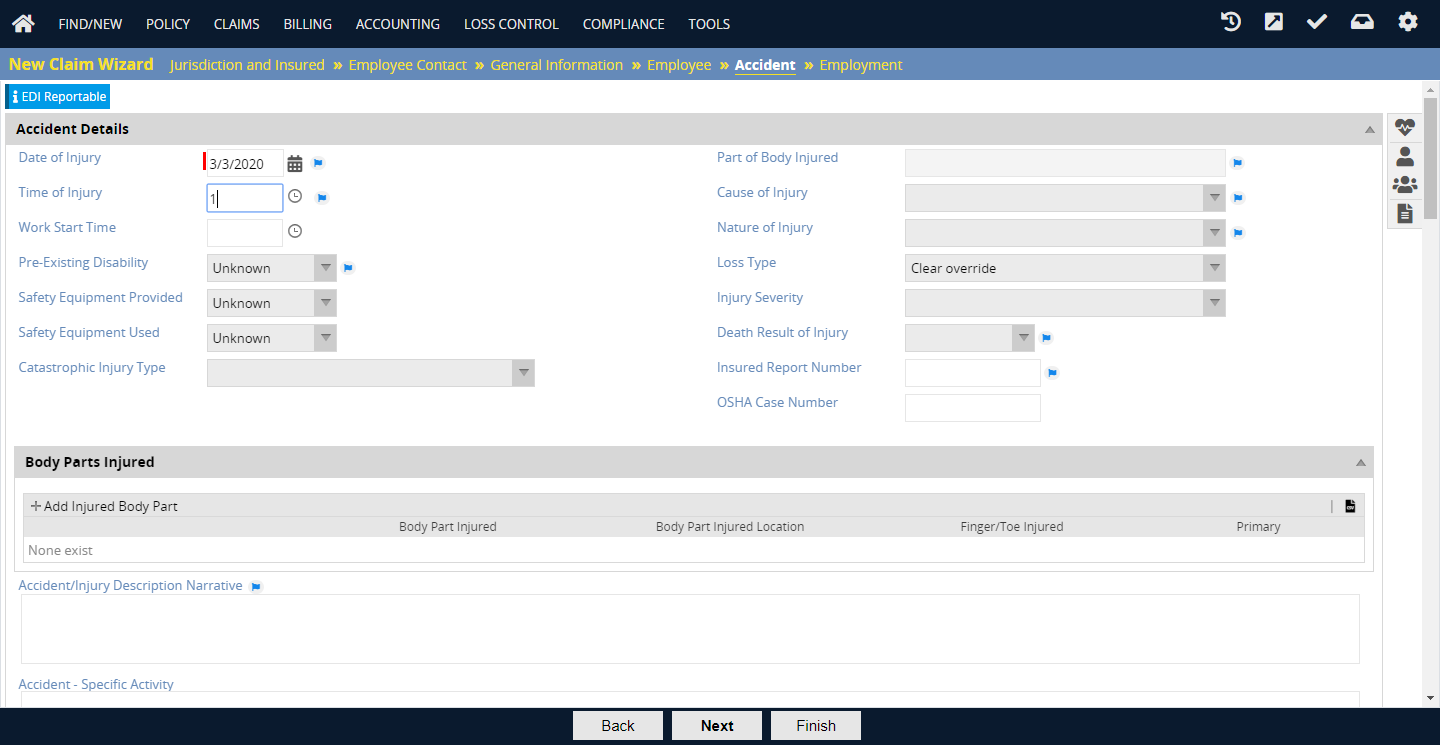 FIND/NEW POLICY CLAIMS BILLING ACCOUNTING LOSS CONTROL COMPLIANCE TOOLS
New Claim Wizard Jurisdiction and Insured » Employee Contact » General Information » Employee » Accident » Employment
EDI Reportable
Accident Details
Date of Injury 3/3/2020
Time of Injury 1
Work Start Time
Pre-Existing Disability Unknown
Safety Equipment Provided Unknown
Safety Equipment Used Unknown
Catastrophic Injury Type
Part of Body Injured
Cause of Injury
Nature of Injury
Loss Type Clear override
Injury Severity
Death Result of Injury
Insured Report Number
OSHA Case Number
Body Parts Injured
Add Injured Body Part
Body Part Injured Body Part Injured Location Finger/Toe Injured Primary
None exist
Accident/Injury Description Narrative
Accident - Specific Activity
Back Next Finish